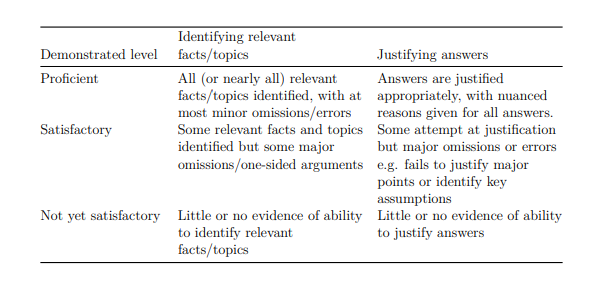 Identifying relevant
Demonstrated level facts/topics Justifying answers
Proficient All (or nearly all) relevant Answers are justified
facts/topics identified, with at appropriately, with nuanced
most minor omissions/errors reasons given for all answers.
Satisfactory Some relevant facts and topics Some attempt at justification
identified but some major but major omissions or errors
omissions/one-sided arguments e.g. fails to justify major
points or identify key
assumptions
Not yet satisfactory Little or no evidence of ability Little or no evidence of ability
to identify relevant to justify answers
facts/topics